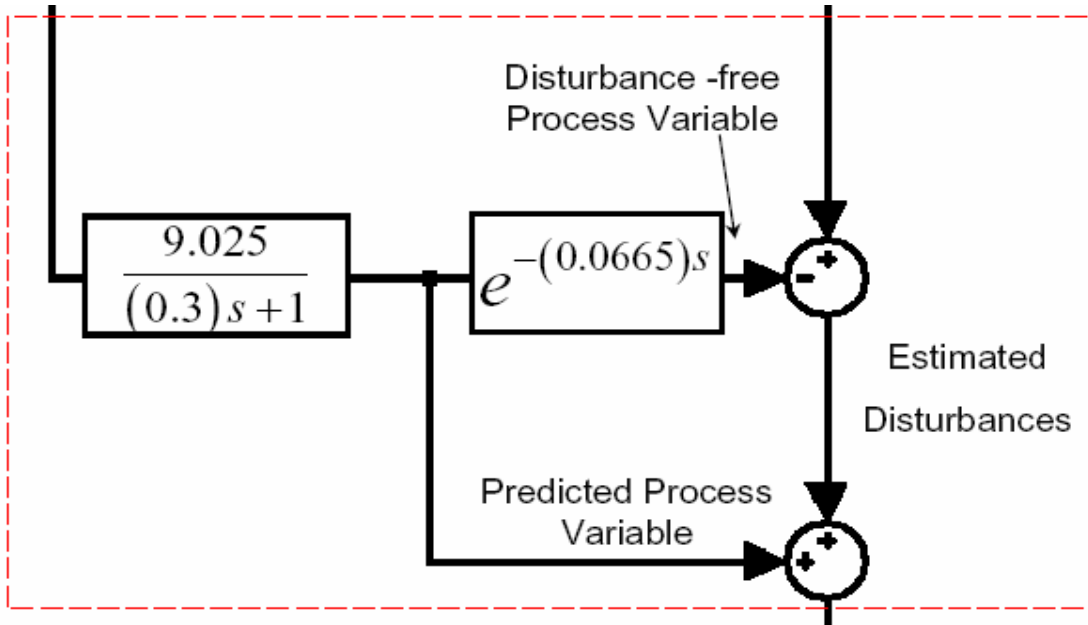 Disturbance -free
Process Variable
9.025
(0.3)s+1
e^{-(0.0665)s}
+
-
Estimated
Disturbances
Predicted Process
Variable
+
+